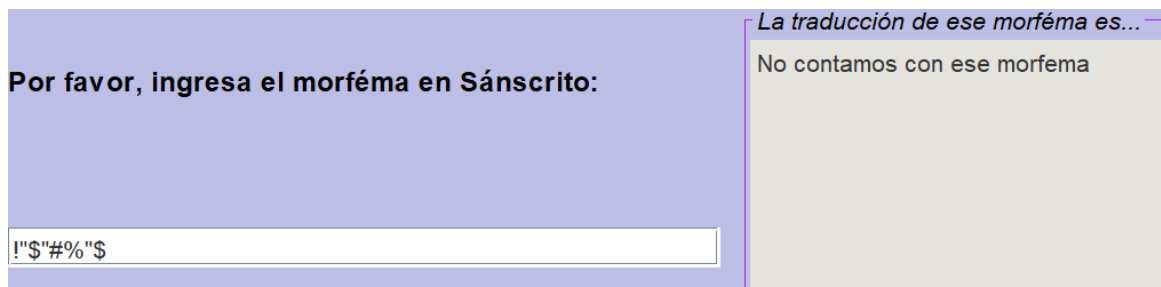 Por favor, ingresa el morféma en Sánscrito:
!"$"#%"$
La traducción de ese morféma es...
No contamos con ese morfema